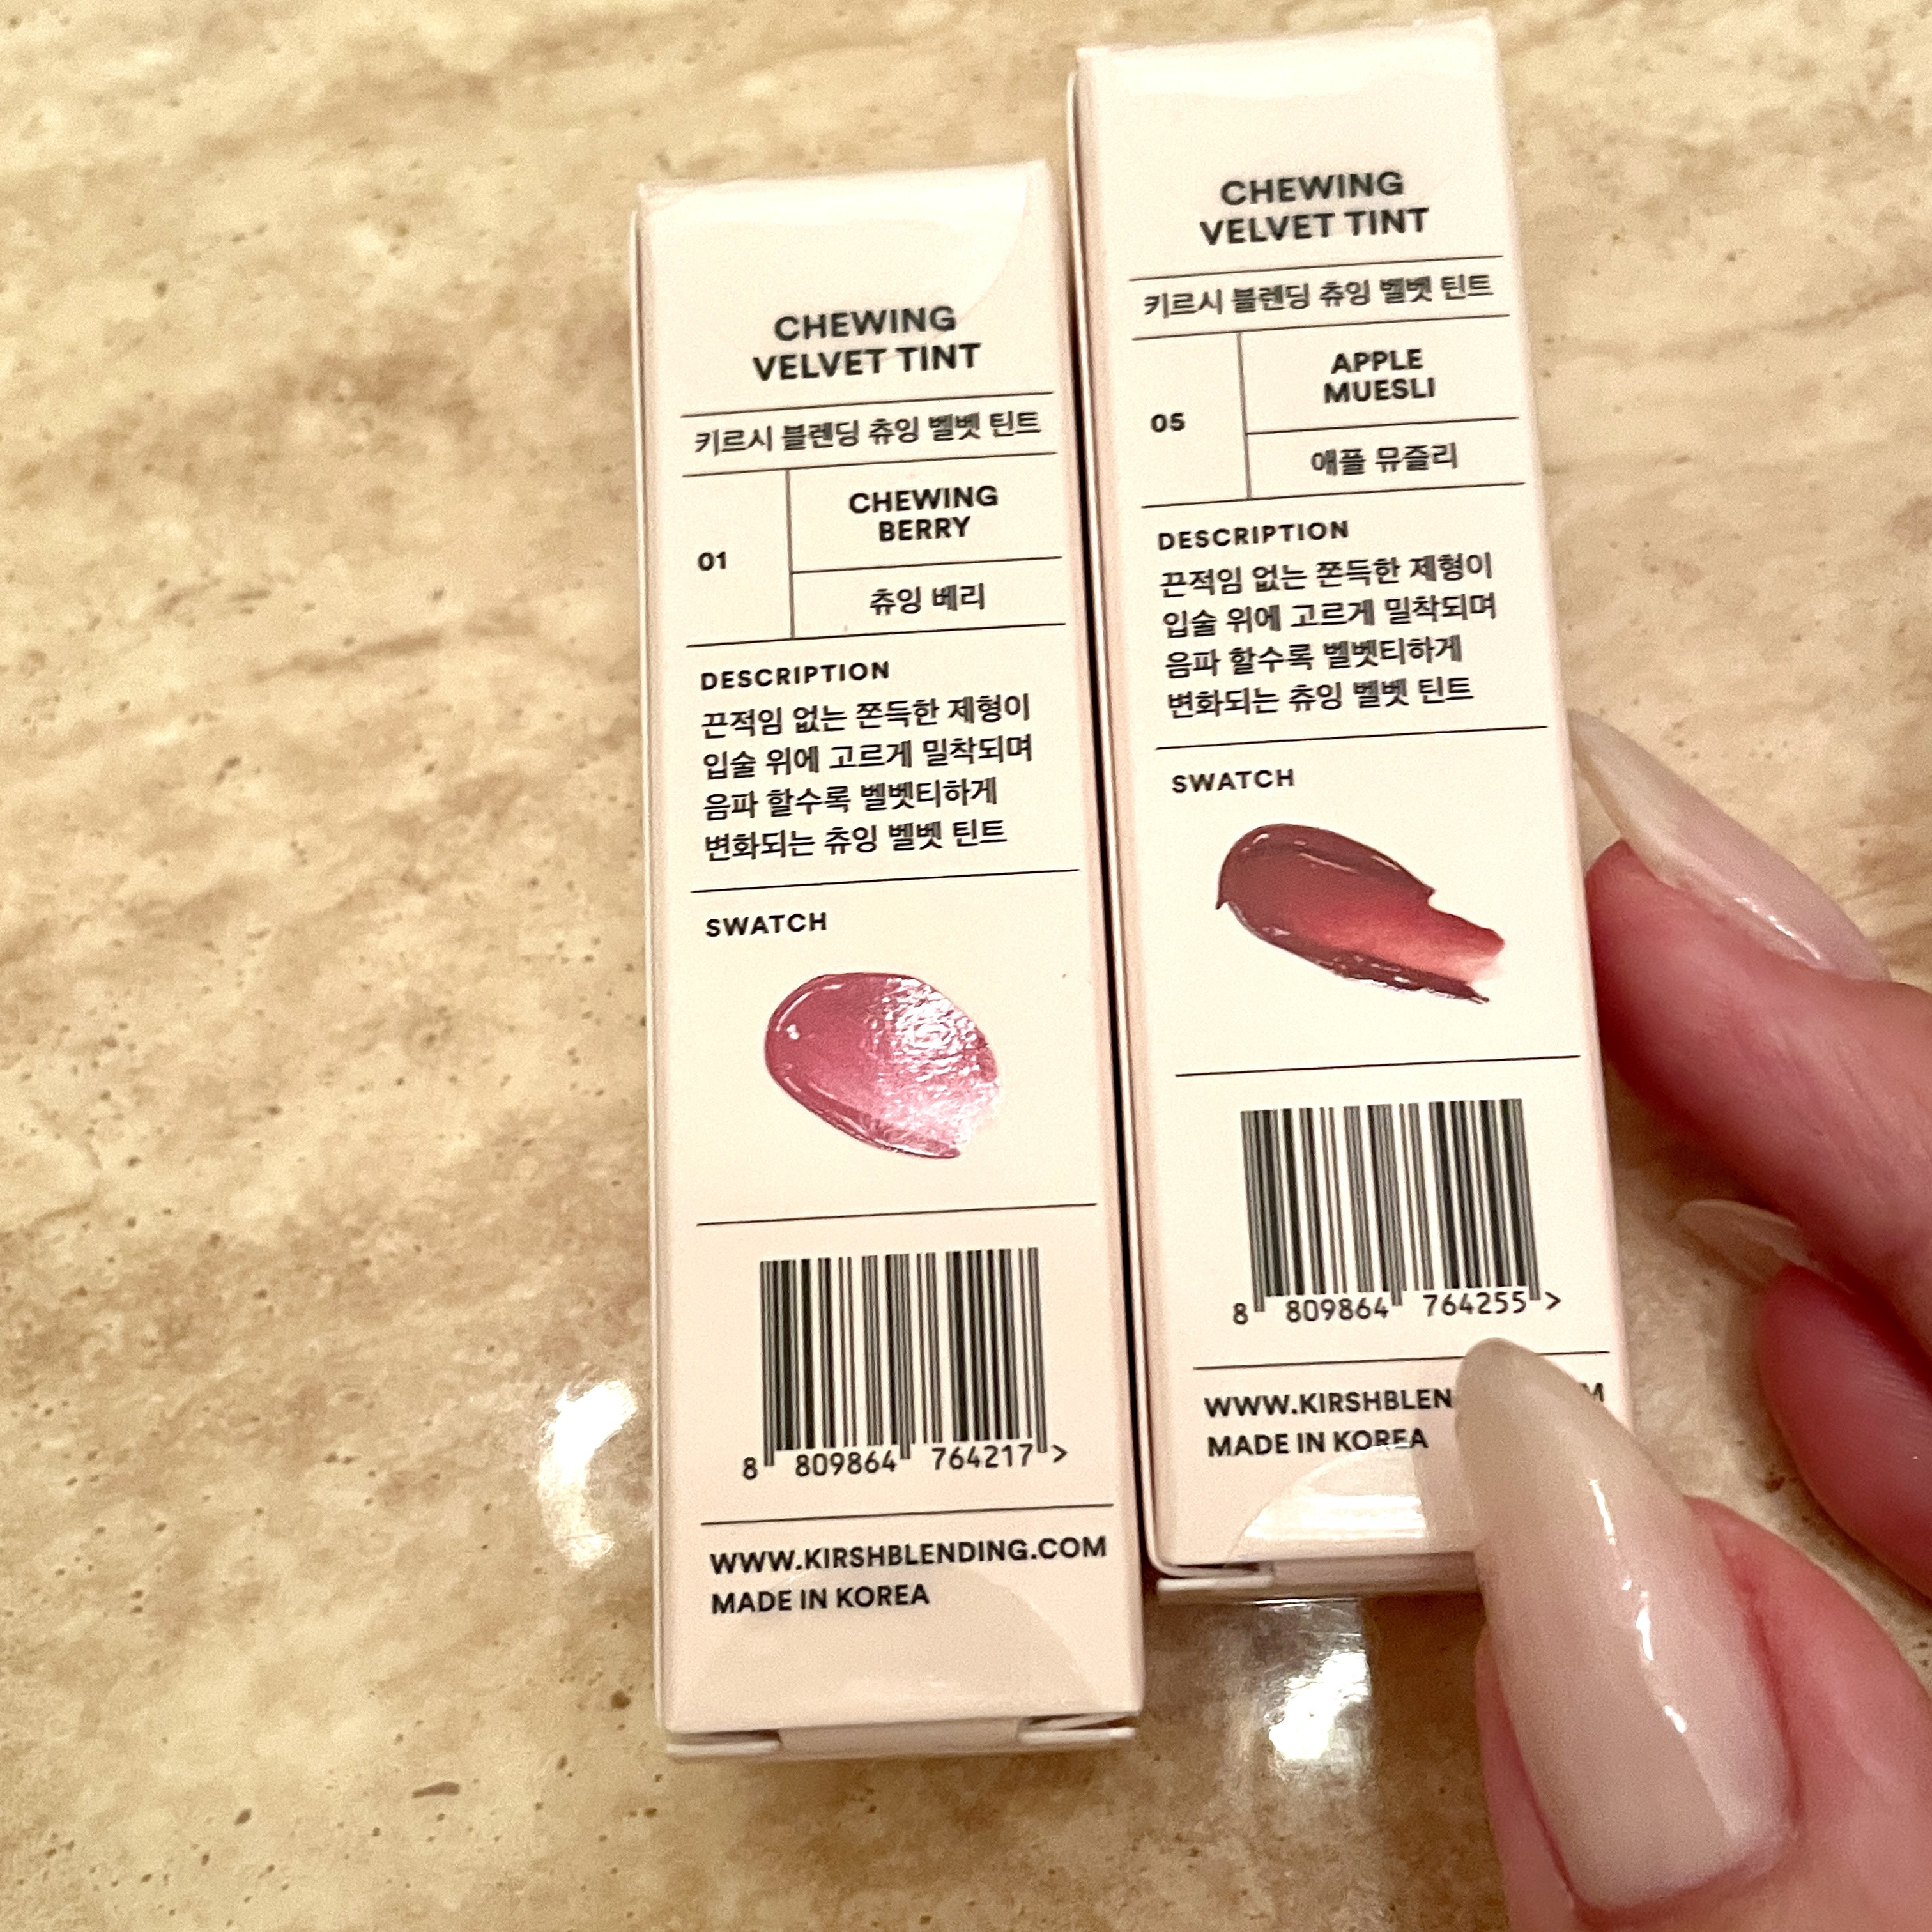 CHEWING
VELVET TINT
키르시 블렌딩 츄잉 벨벳 틴트
01
CHEWING
BERRY
츄잉 베리
DESCRIPTION
끈적임 없는 쫀득한 제형이
입술 위에 고르게 밀착되며
음파 할수록 벨벳티하게
변화되는 츄잉 벨벳 틴트
SWATCH
8 809864 764217 >
WWW.KIRSHBLENDING.COM
MADE IN KOREA
CHEWING
VELVET TINT
키르시 블렌딩 츄잉 벨벳 틴트
05
APPLE
MUESLI
애플 뮤즐리
DESCRIPTION
끈적임 없는 쫀득한 제형이
입술 위에 고르게 밀착되며
음파 할수록 벨벳티하게
변화되는 츄잉 벨벳 틴트
SWATCH
8 809864 764255 >
WWW.KIRSHBLEN M
MADE IN KOREA